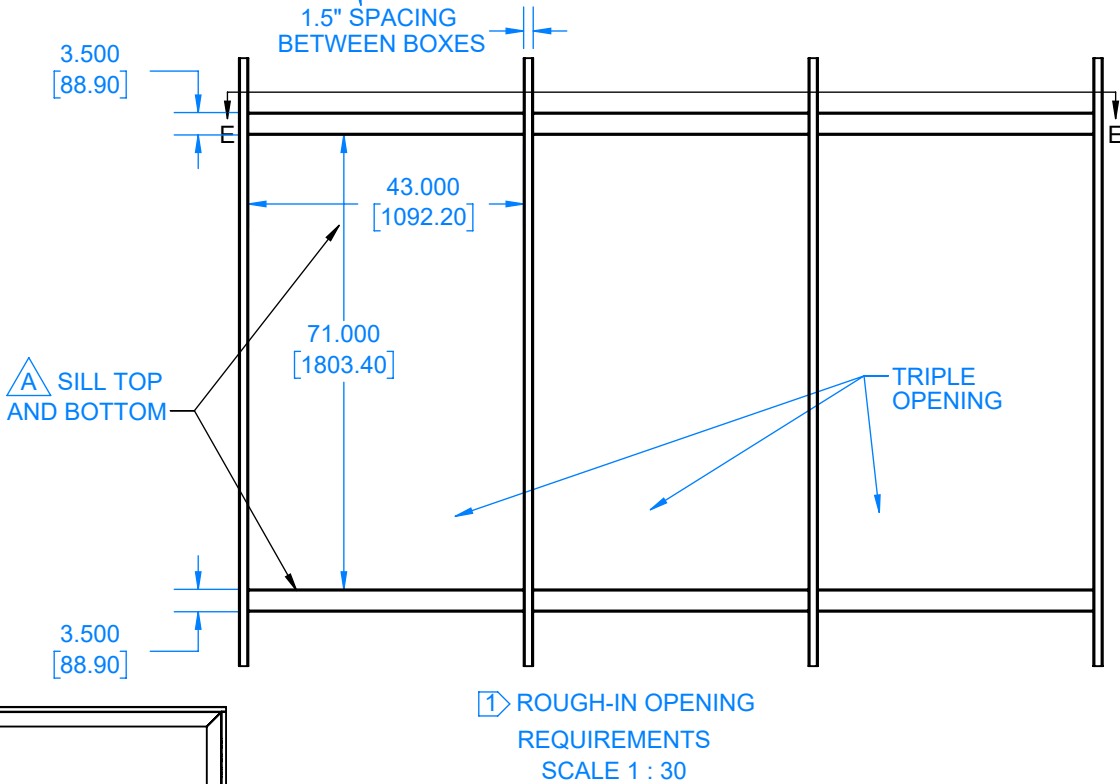 1.5" SPACING
BETWEEN BOXES
3.500
[88.90]
E
E
43.000
[1092.20]
71.000
[1803.40]
A SILL TOP
AND BOTTOM
TRIPLE
OPENING
3.500
[88.90]
1 ROUGH-IN OPENING
REQUIREMENTS
SCALE 1 : 30